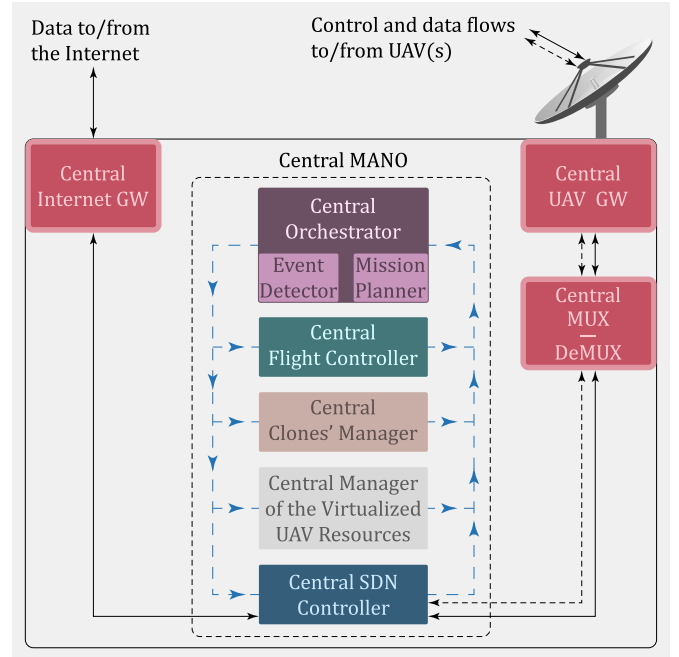 Data to/from
the Internet
Control and data flows
to/from UAV(s)
Central
Internet GW
Central MANO
Central
UAV GW
Central
Orchestrator
Event
Detector
Mission
Planner
Central
MUX
—
DeMUX
Central
Flight Controller
Central
Clones' Manager
Central Manager
of the Virtualized
UAV Resources
Central SDN
Controller